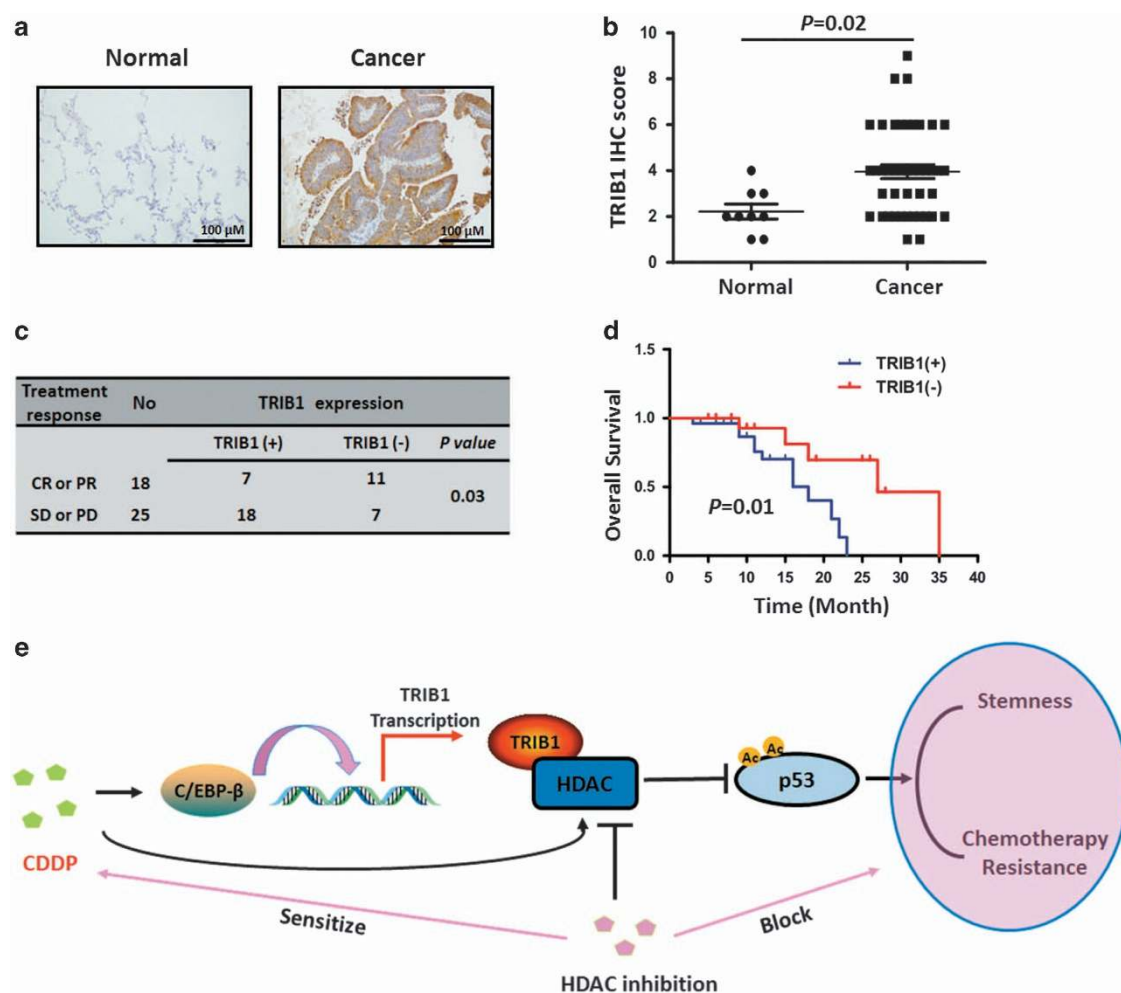 a
Normal
Cancer
100 µM
100 µM
b
P=0.02
TRIB1 IHC score
10
8
6
4
2
0
Normal
Cancer
c
Treatment response No TRIB1 expression
TRIB1 (+) TRIB1 (-) P value
CR or PR 18 7 11
0.03
SD or PD 25 18 7
d
Overall Survival
1.5
1.0
0.5
0.0
TRIB1(+)
TRIB1(-)
P=0.01
0 5 10 15 20 25 30 35 40
Time (Month)
e
TRIB1
Transcription
CDDP
C/EBP-β
TRIB1
HDAC
Ac
Ac
p53
Stemness
Chemotherapy
Resistance
Sensitize
Block
HDAC inhibition